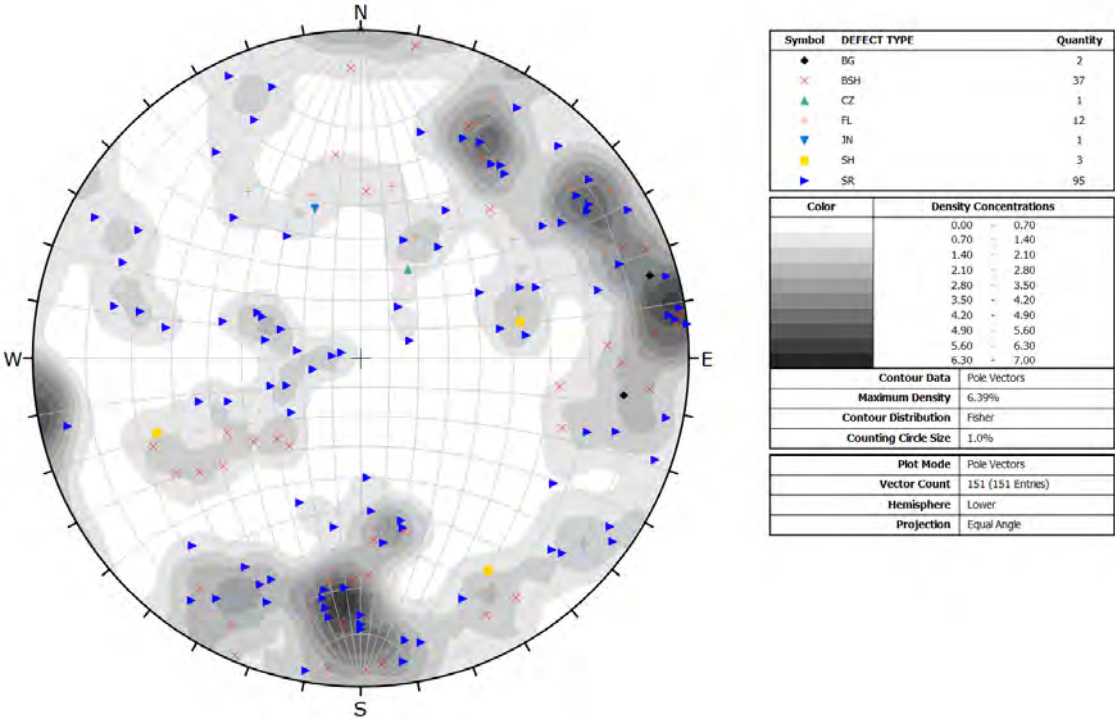 N
W
E
S
Symbol DEFECT TYPE Quantity
BG 2
BSH 37
CZ 1
FL 12
JN 1
SH 3
SR 95
Color Density Concentrations
0.00 - 0.70
0.70 - 1.40
1.40 - 2.10
2.10 - 2.80
2.80 - 3.50
3.50 - 4.20
4.20 - 4.90
4.90 - 5.60
5.60 - 6.30
6.30 - 7.00
Contour Data Pole Vectors
Maximum Density 6.39%
Contour Distribution Fisher
Counting Circle Size 1.0%
Plot Mode Pole Vectors
Vector Count 151 (151 Entries)
Hemisphere Lower
Projection Equal Angle